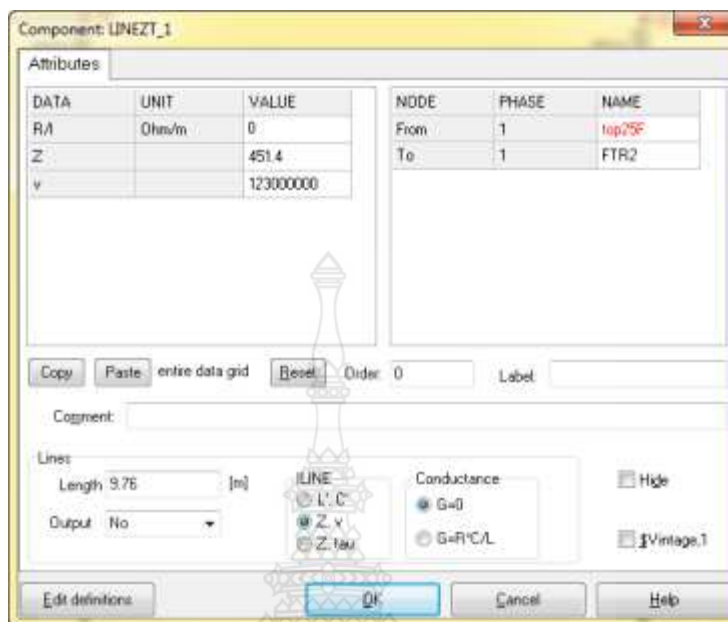 Component: LINEZT_1
Attributes
DATA UNIT VALUE
R/l Ohm/m 0
Z 451.4
v 123000000
NODE PHASE NAME
From 1 top25F
To 1 FTR2
Copy Paste entire data grid Reset Order: 0 Label:
Comment:
Lines
Length 9.76 [m]
Output No
ILINE
L', C'
Z, v
Z, tau
Conductance
G=0
G=R*C/L
Hide
$Vintage,1
Edit definitions OK Cancel Help